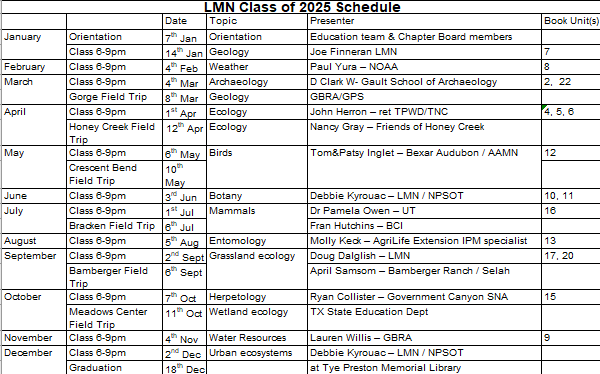 LMN Class of 2025 Schedule
Date Topic Presenter Book Unit(s)
January Orientation 7th Jan Orientation Education team & Chapter Board members
Class 6-9pm 14th Jan Geology Joe Finneran LMN 7
February Class 6-9pm 4th Feb Weather Paul Yura – NOAA 8
March Class 6-9pm 4th Mar Archaeology D Clark W- Gault School of Archaeology 2, 22
Gorge Field Trip 8th Mar Geology GBRA/GPS
April Class 6-9pm 1st Apr Ecology John Herron – ret TPWD/TNC 4, 5, 6
Honey Creek Field 12th Apr Ecology Nancy Gray – Friends of Honey Creek
Trip
May Class 6-9pm 6th May Birds Tom&Patsy Inglet – Bexar Audubon / AAMN 12
Crescent Bend 10th
Field Trip May
June Class 6-9pm 3rd Jun Botany Debbie Kyrouac – LMN / NPSOT 10, 11
July Class 6-9pm 1st Jul Mammals Dr Pamela Owen – UT 16
Bracken Field Trip 6th Jul Fran Hutchins – BCI
August Class 6-9pm 5th Aug Entomology Molly Keck – AgriLife Extension IPM specialist 13
September Class 6-9pm 2nd Sept Grassland ecology Doug Dalglish – LMN 17, 20
Bamberger Field 6th Sept April Samsom – Bamberger Ranch / Selah
Trip
October Class 6-9pm 7th Oct Herpetology Ryan Collister – Government Canyon SNA 15
Meadows Center 11th Oct Wetland ecology TX State Education Dept
Field Trip
November Class 6-9pm 4th Nov Water Resources Lauren Willis – GBRA 9
December Class 6-9pm 2nd Dec Urban ecosystems Debbie Kyrouac – LMN / NPSOT
Graduation 18th Dec at Tye Preston Memorial Library